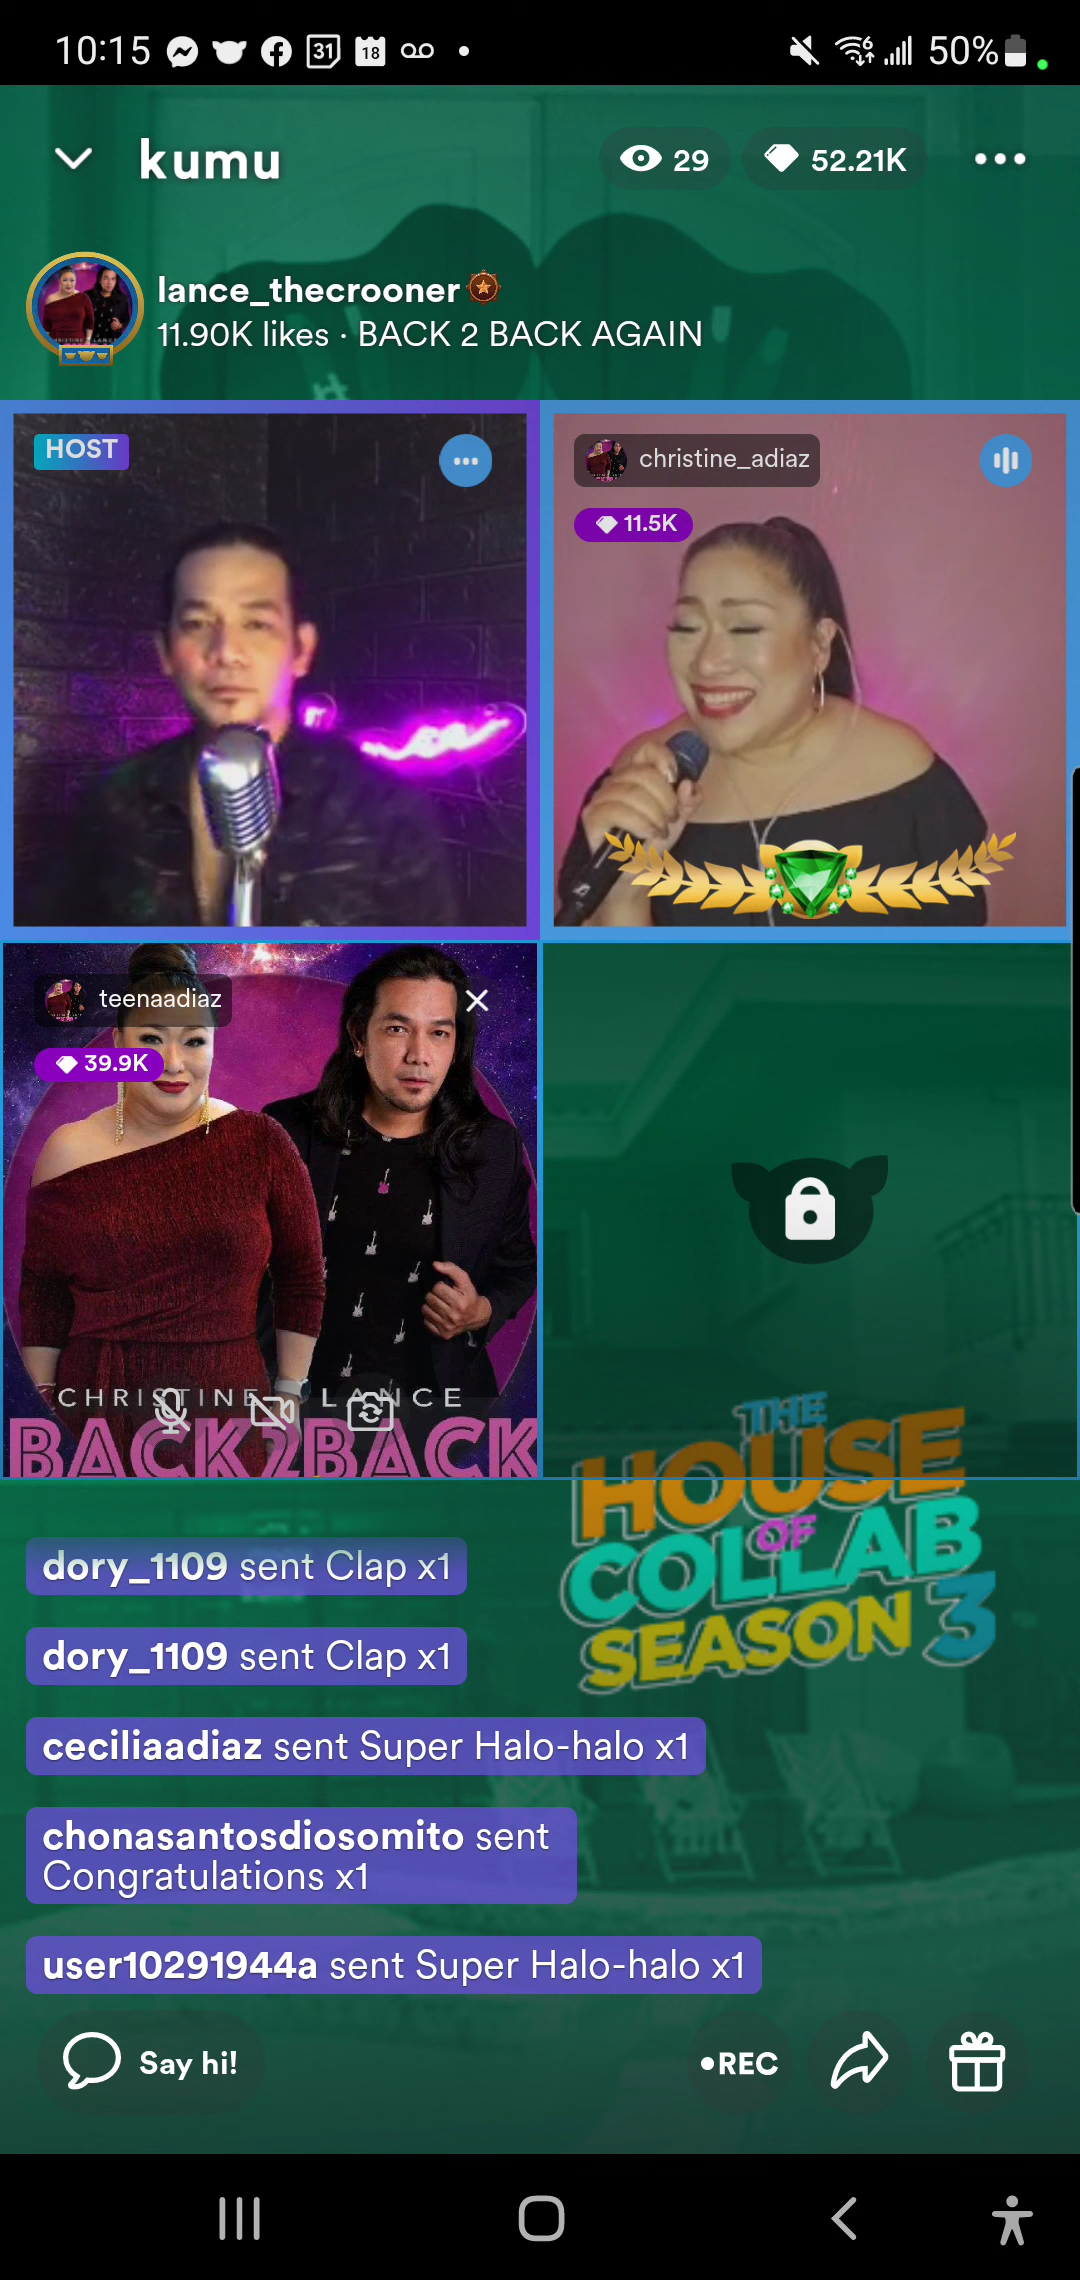 10:15
31
18
6
50%
kumu
29
52.21K
lance_thecrooner
11.90K likes · BACK 2 BACK AGAIN
HOST
christine_adiaz
11.5K
teenaadiaz
39.9K
CHRISTINE LANCE
BACK2BACK
THE
HOUSE
OF
COLLAB
SEASON 3
dory_1109 sent Clap x1
dory_1109 sent Clap x1
ceciliaadiaz sent Super Halo-halo x1
chonasantosdiosomito sent
Congratulations x1
user10291944a sent Super Halo-halo x1
Say hi!
•REC